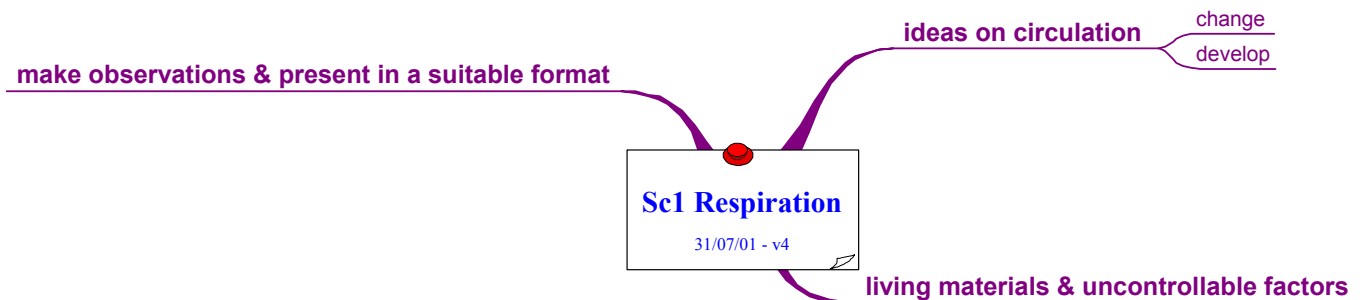 make observations & present in a suitable format
ideas on circulation
change
develop
Sc1 Respiration
31/07/01 - v4
living materials & uncontrollable factors